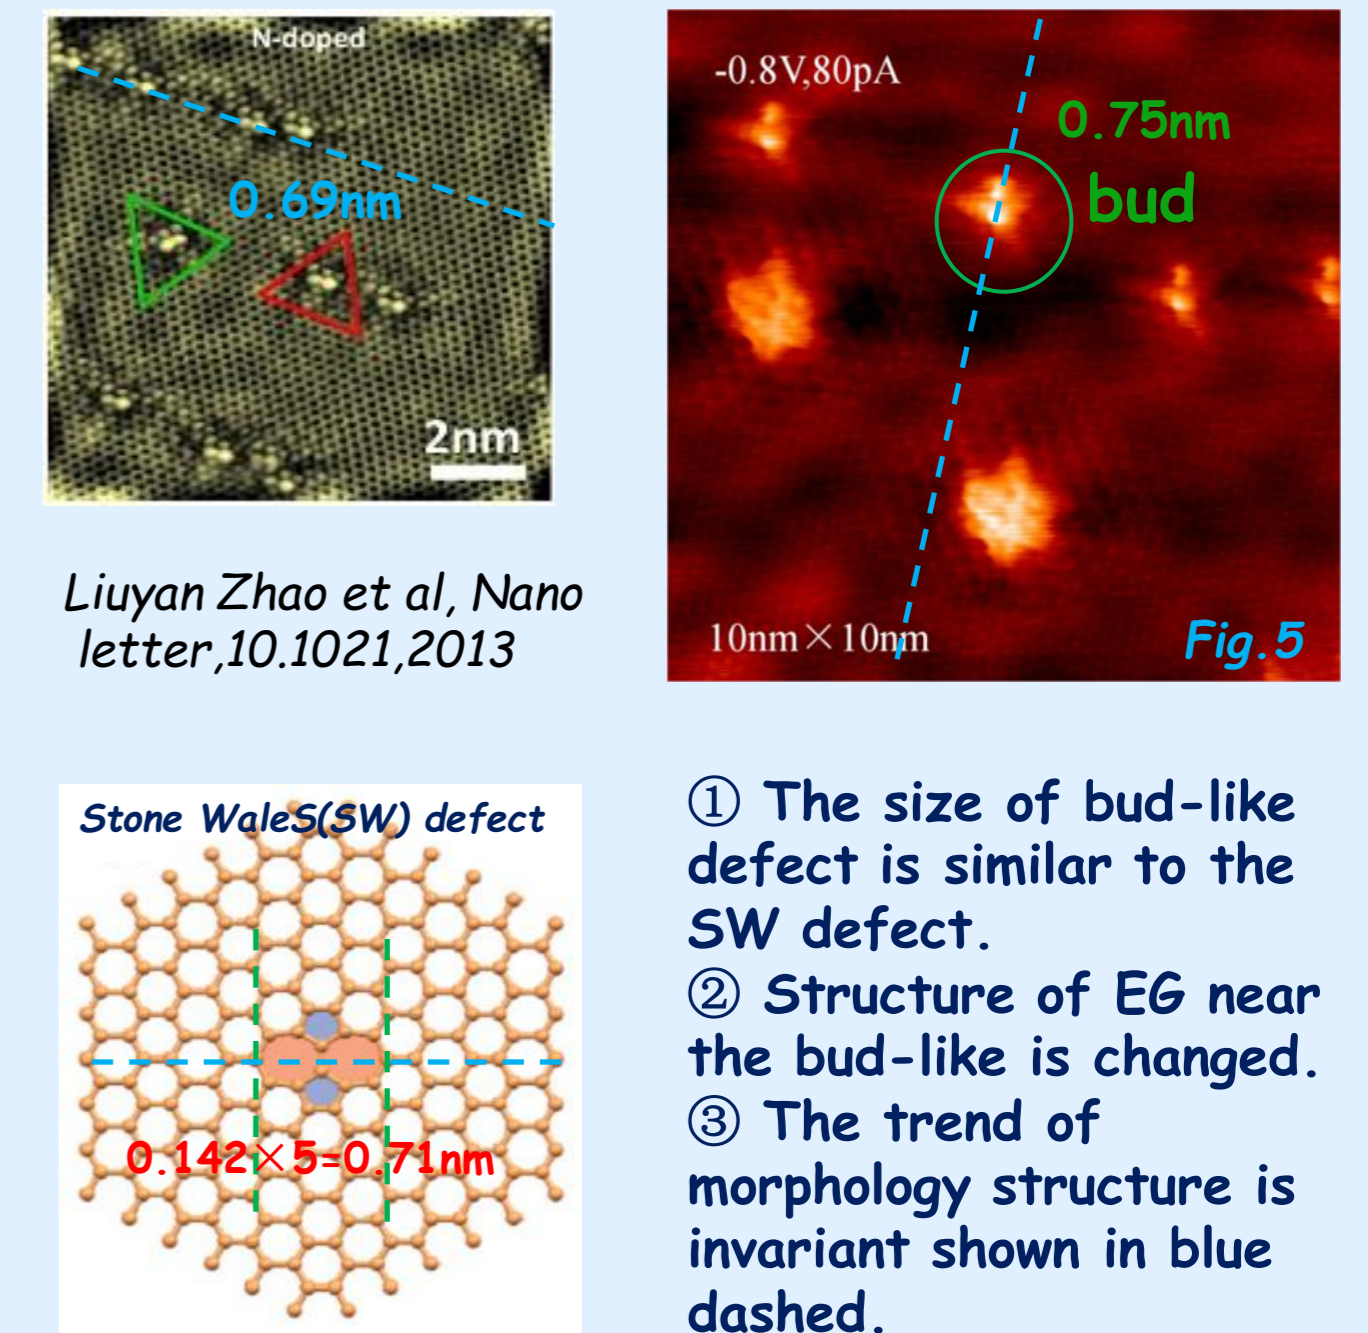 N-doped
0.69nm
2nm
Liuyan Zhao et al, Nano
letter,10.1021,2013
-0.8V,80pA
0.75nm
bud
10nm×10nm
Fig.5
Stone WaleS(SW) defect
0.142×5=0.71nm
① The size of bud-like
defect is similar to the
SW defect.
② Structure of EG near
the bud-like is changed.
③ The trend of
morphology structure is
invariant shown in blue
dashed.